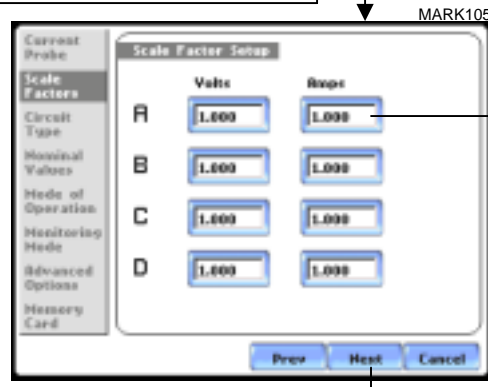 MARK105
Current
Probe
Scale
Factors
Circuit
Type
Nominal
Values
Mode of
Operation
Monitoring
Mode
Advanced
Options
Memory
Card
Scale Factor Setup
Volts Amps
A 1.000 1.000
B 1.000 1.000
C 1.000 1.000
D 1.000 1.000
Prev Next Cancel